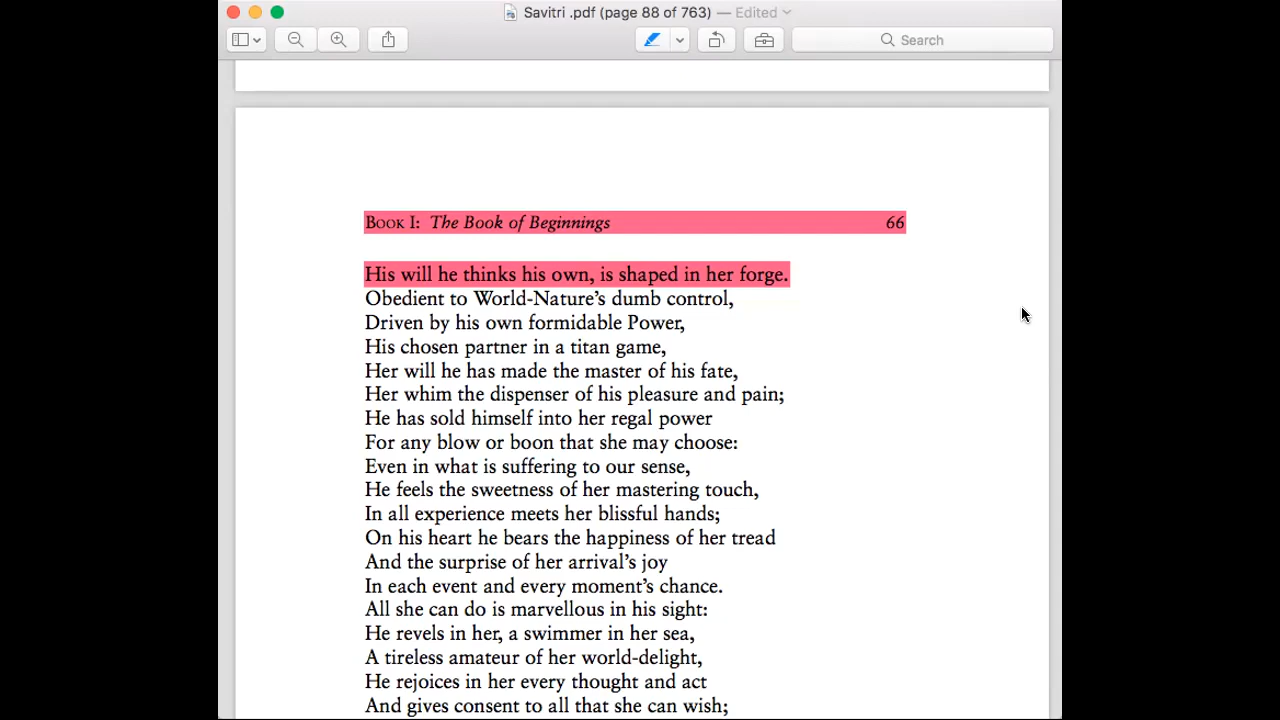 Savitri .pdf (page 88 of 763) — Edited
Search
BOOK I: The Book of Beginnings 66
His will he thinks his own, is shaped in her forge.
Obedient to World-Nature’s dumb control,
Driven by his own formidable Power,
His chosen partner in a titan game,
Her will he has made the master of his fate,
Her whim the dispenser of his pleasure and pain;
He has sold himself into her regal power
For any blow or boon that she may choose:
Even in what is suffering to our sense,
He feels the sweetness of her mastering touch,
In all experience meets her blissful hands;
On his heart he bears the happiness of her tread
And the surprise of her arrival’s joy
In each event and every moment’s chance.
All she can do is marvellous in his sight:
He revels in her, a swimmer in her sea,
A tireless amateur of her world-delight,
He rejoices in her every thought and act
And gives consent to all that she can wish;